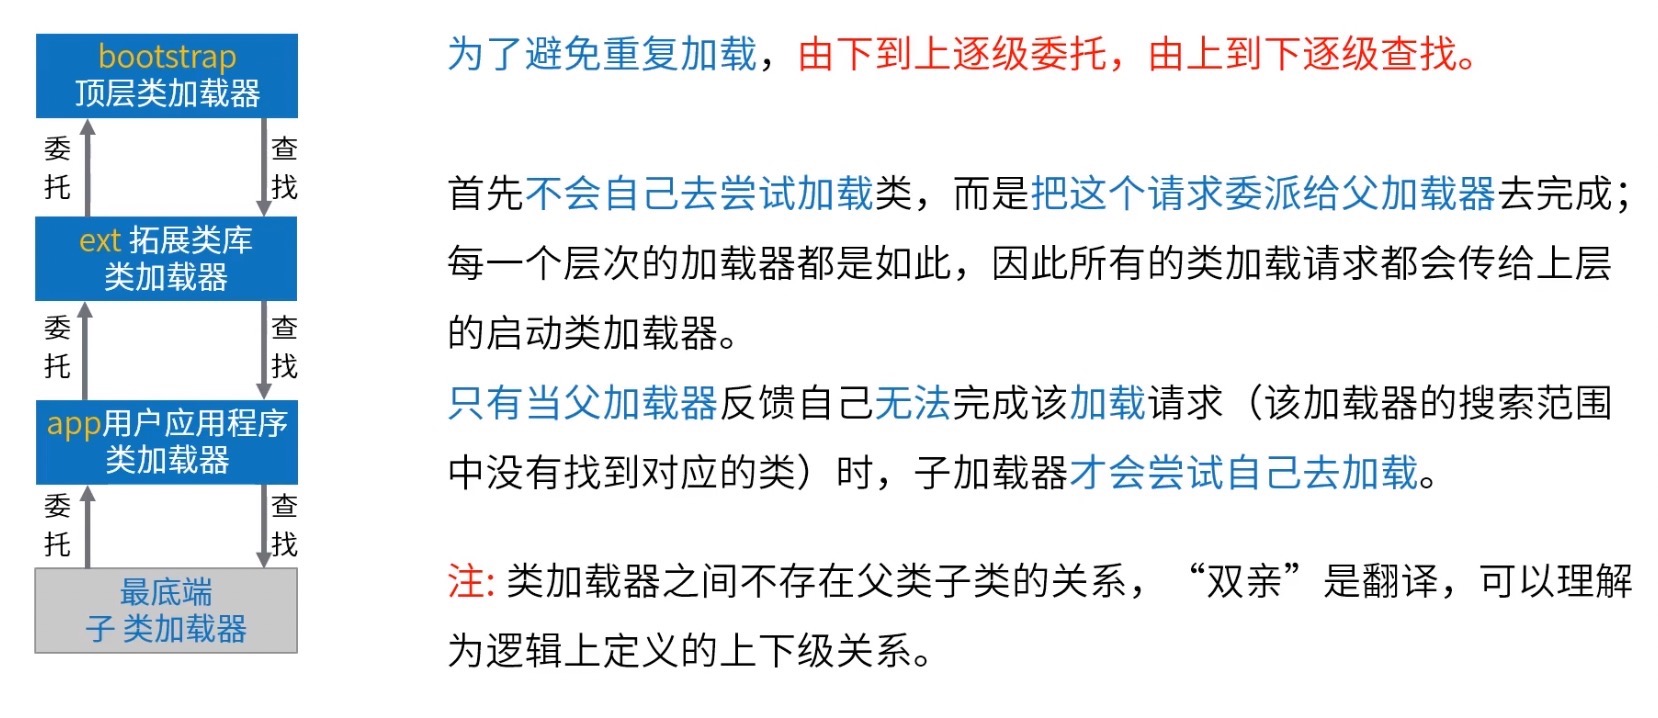 bootstrap
顶层类加载器
委托
查找
ext 拓展类库
类加载器
委托
查找
app用户应用程序
类加载器
委托
查找
最底端
子 类加载器
为了避免重复加载，由下到上逐级委托，由上到下逐级查找。
首先不会自己去尝试加载类，而是把这个请求委派给父加载器去完成；
每一个层次的加载器都是如此，因此所有的类加载请求都会传给上层
的启动类加载器。
只有当父加载器反馈自己无法完成该加载请求（该加载器的搜索范围
中没有找到对应的类）时，子加载器才会尝试自己去加载。
注: 类加载器之间不存在父类子类的关系，“双亲”是翻译，可以理解
为逻辑上定义的上下级关系。